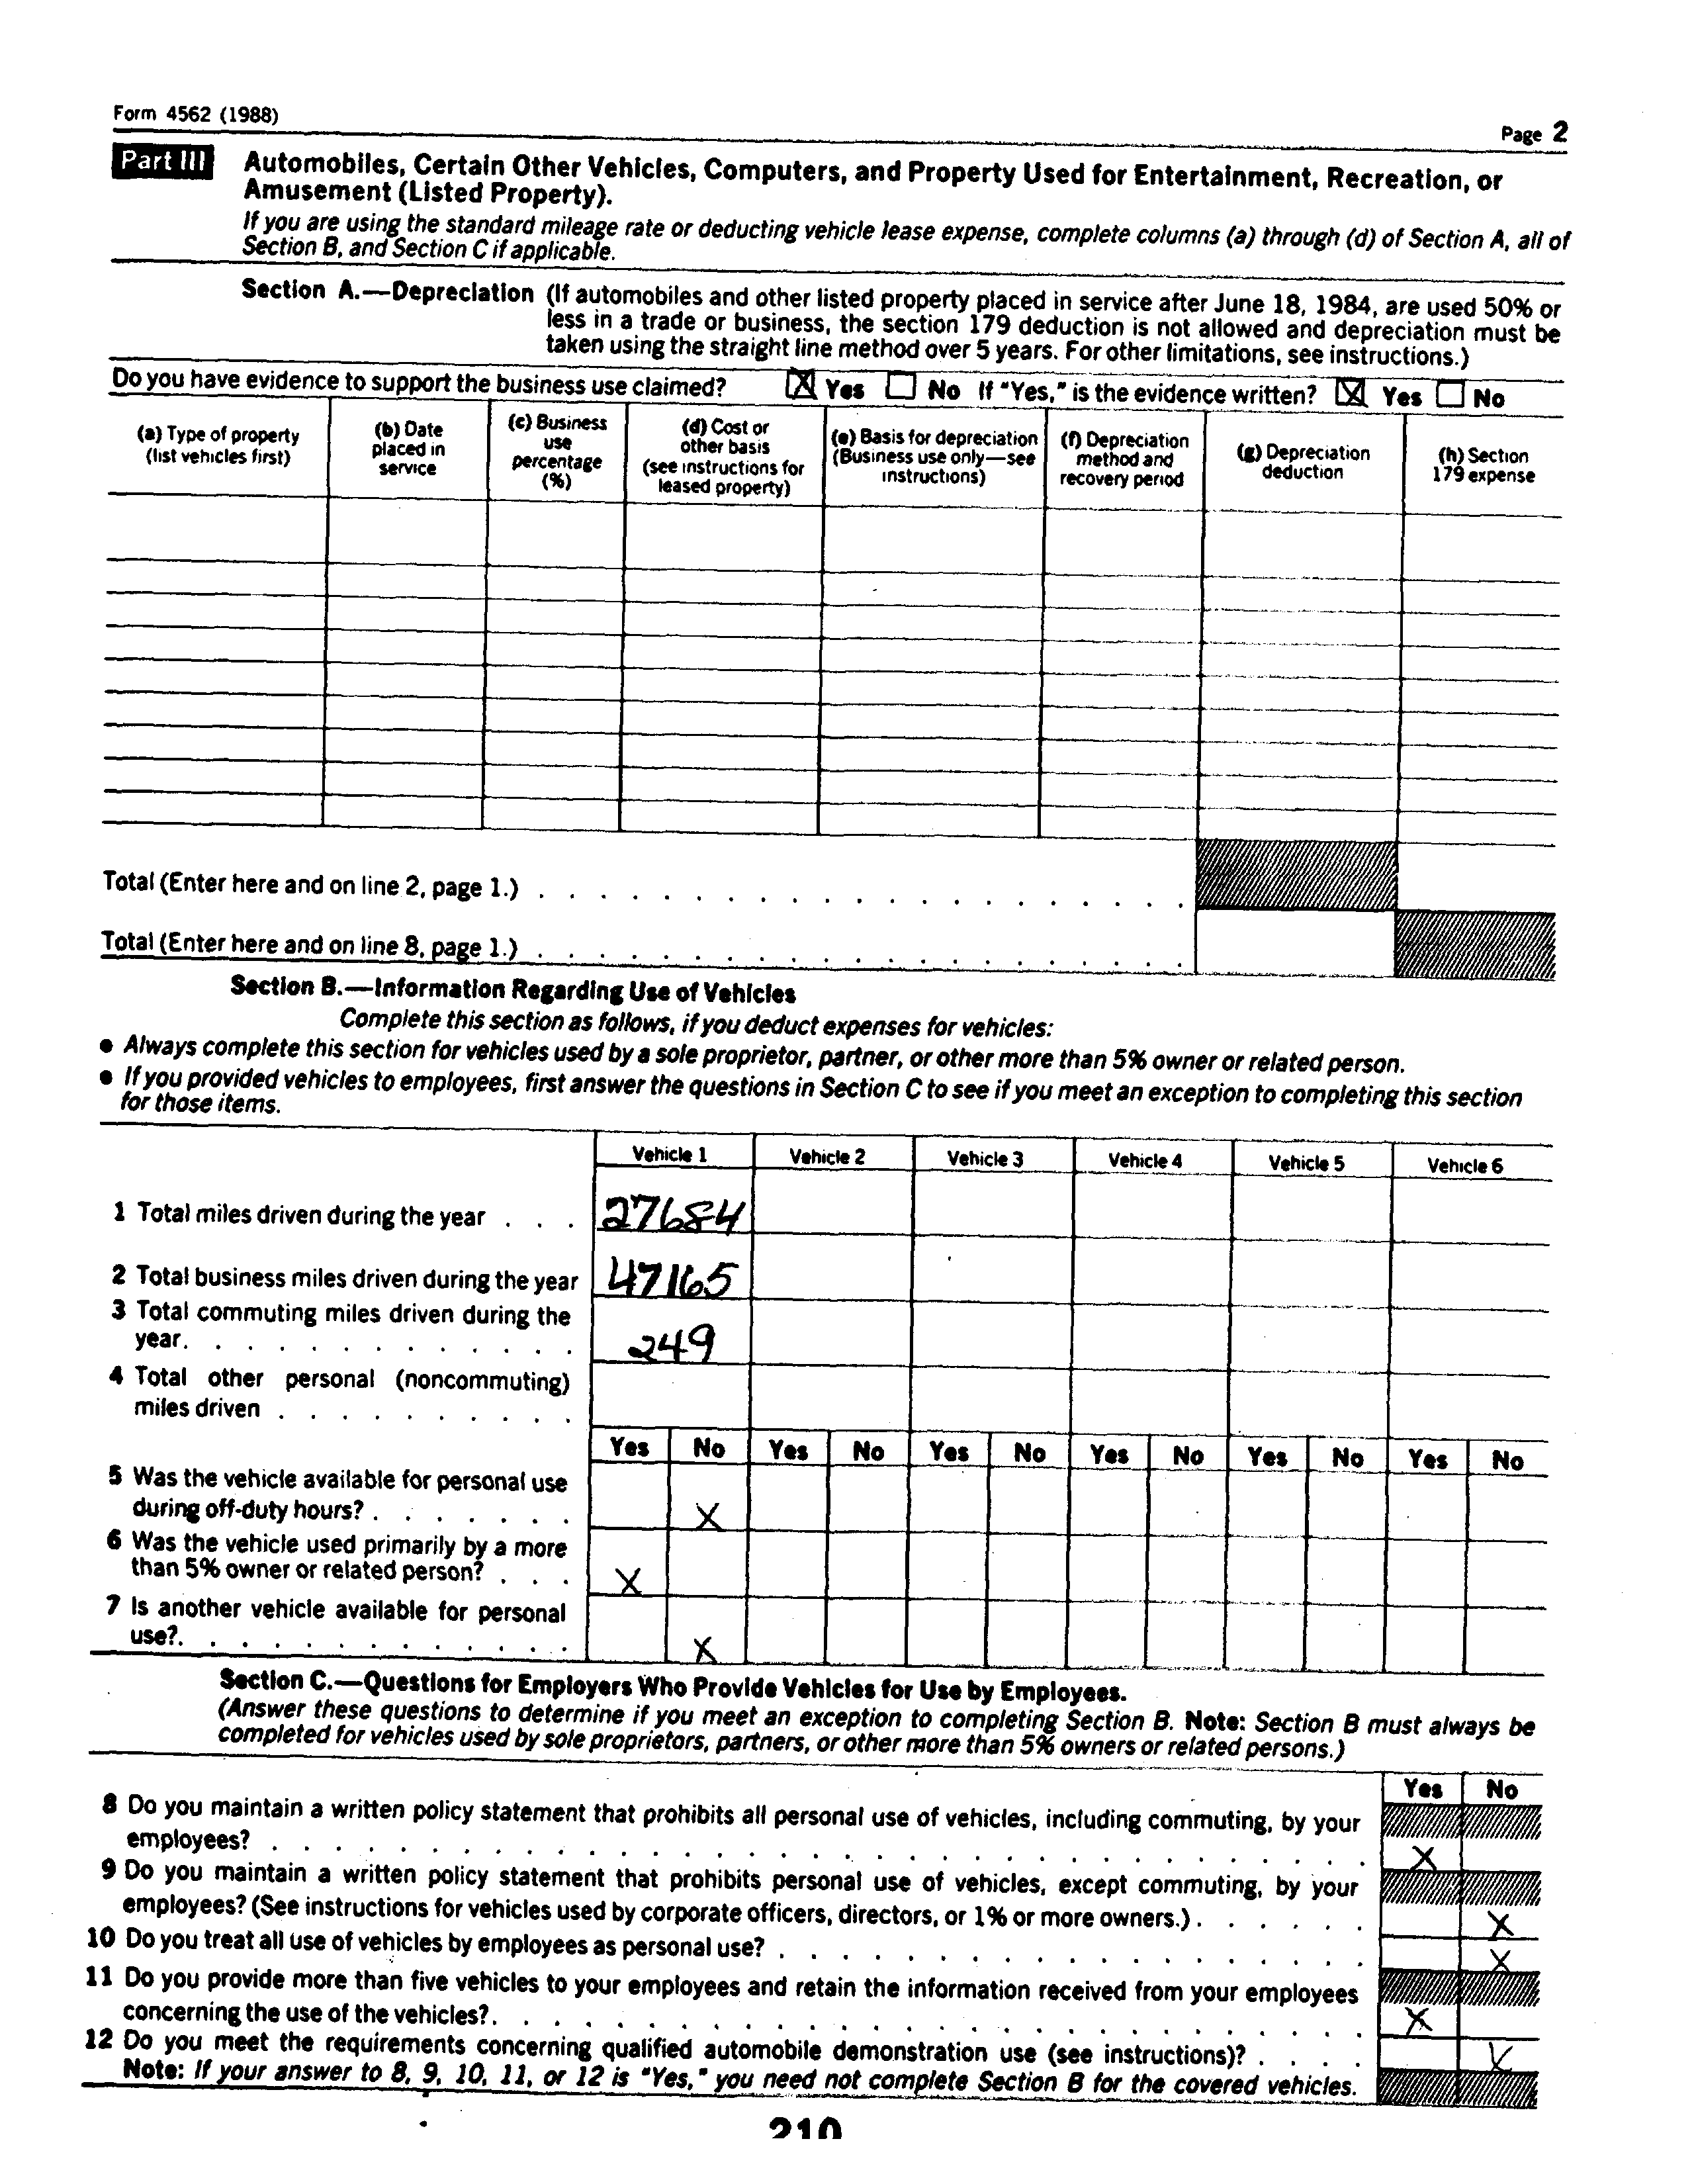 Form 4562 (1988)
Page 2
Part III Automobiles, Certain Other Vehicles, Computers, and Property Used for Entertainment, Recreation, or
Amusement (Listed Property).
If you are using the standard mileage rate or deducting vehicle lease expense, complete columns (a) through (d) of Section A, all of
Section B, and Section C if applicable.
Section A.—Depreciation (If automobiles and other listed property placed in service after June 18, 1984, are used 50% or
less in a trade or business, the section 179 deduction is not allowed and depreciation must be
taken using the straight line method over 5 years. For other limitations, see instructions.)
Do you have evidence to support the business use claimed? X Yes No If "Yes," is the evidence written? X Yes No
(a) Type of property
(list vehicles first)
(b) Date
placed in
service
(c) Business
use
percentage
(%)
(d) Cost or
other basis
(see instructions for
leased property)
(e) Basis for depreciation
(Business use only—see
instructions)
(f) Depreciation
method and
recovery period
(g) Depreciation
deduction
(h) Section
179 expense
Total (Enter here and on line 2, page 1.)
Total (Enter here and on line 8, page 1.)
Section B.—Information Regarding Use of Vehicles
Complete this section as follows, if you deduct expenses for vehicles:
● Always complete this section for vehicles used by a sole proprietor, partner, or other more than 5% owner or related person.
● If you provided vehicles to employees, first answer the questions in Section C to see if you meet an exception to completing this section
for those items.
Vehicle 1 Vehicle 2 Vehicle 3 Vehicle 4 Vehicle 5 Vehicle 6
1 Total miles driven during the year . . . 27684
2 Total business miles driven during the year 47165
3 Total commuting miles driven during the
year. . . . . . . . . . . . . 249
4 Total other personal (noncommuting)
miles driven . . . . . . . . . .
Yes No Yes No Yes No Yes No Yes No Yes No
5 Was the vehicle available for personal use
during off-duty hours? . . . . . . . X
6 Was the vehicle used primarily by a more
than 5% owner or related person? . . . X
7 Is another vehicle available for personal
use?. . . . . . . . . . . . . X
Section C.—Questions for Employers Who Provide Vehicles for Use by Employees.
(Answer these questions to determine if you meet an exception to completing Section B. Note: Section B must always be
completed for vehicles used by sole proprietors, partners, or other more than 5% owners or related persons.)
Yes No
8 Do you maintain a written policy statement that prohibits all personal use of vehicles, including commuting, by your
employees? X
9 Do you maintain a written policy statement that prohibits personal use of vehicles, except commuting, by your
employees? (See instructions for vehicles used by corporate officers, directors, or 1% or more owners.) . . . . . . X
10 Do you treat all use of vehicles by employees as personal use? X
11 Do you provide more than five vehicles to your employees and retain the information received from your employees
concerning the use of the vehicles?. X
12 Do you meet the requirements concerning qualified automobile demonstration use (see instructions)? . . . . X
Note: If your answer to 8, 9, 10, 11, or 12 is "Yes," you need not complete Section B for the covered vehicles.
210